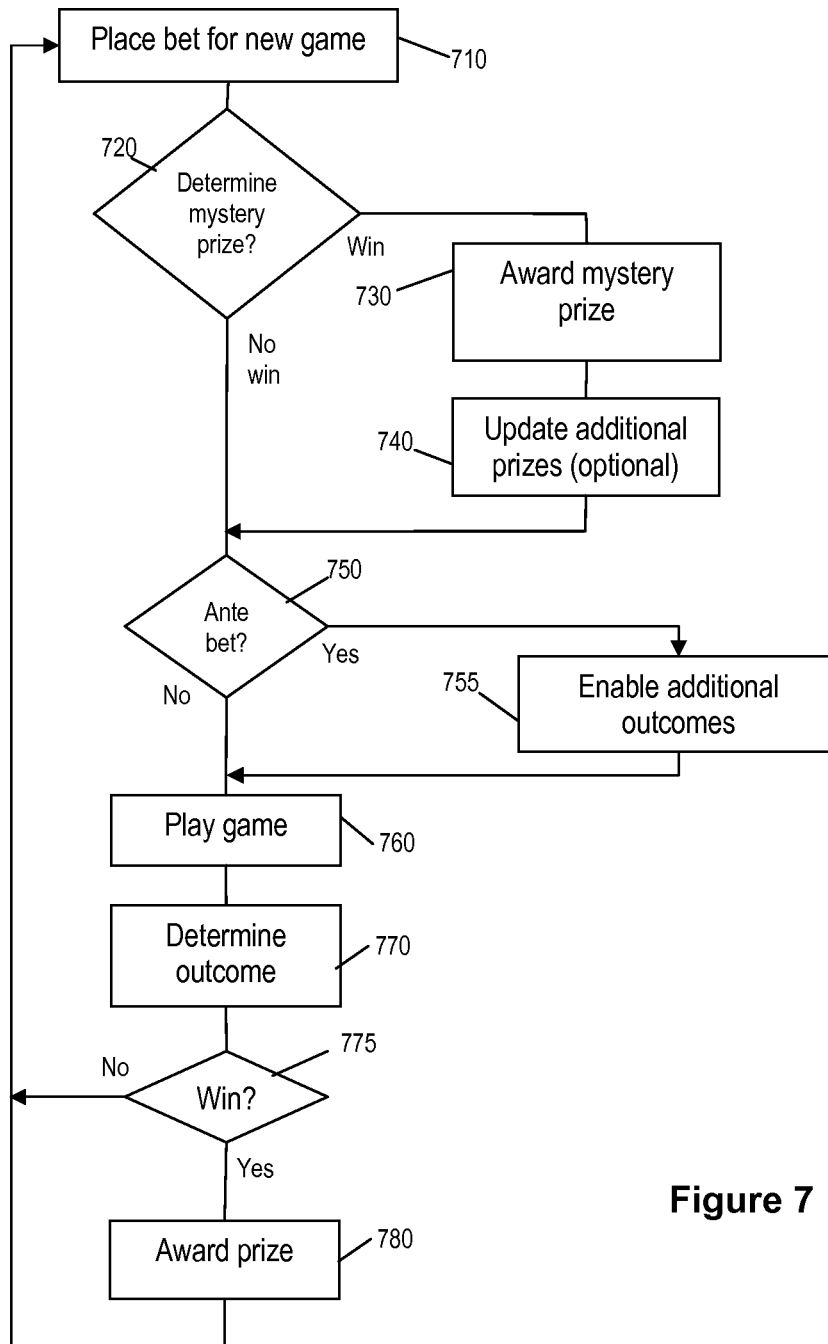 Place bet for new game
710
720
Determine
mystery
prize?
Win
730
Award mystery
prize
No
win
740
Update additional
prizes (optional)
750
Ante
bet?
Yes
No
755
Enable additional
outcomes
Play game
760
Determine
outcome
770
775
No
Win?
Yes
Award prize
780
Figure 7